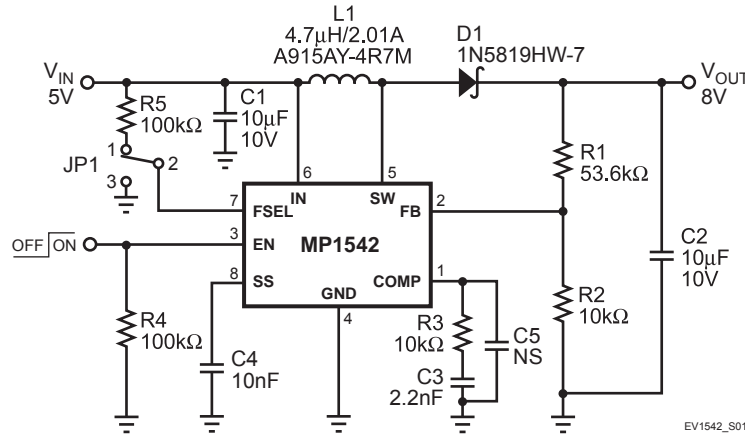 L1
4.7μH/2.01A
A915AY-4R7M
D1
1N5819HW-7
VIN
5V
VOUT
8V
R5
100kΩ
C1
10μF
10V
JP1
1
2
3
R1
53.6kΩ
6
5
IN
SW
7
FSEL
FB
2
OFF ON
3
EN
MP1542
8
SS
COMP
1
GND
4
C2
10μF
10V
R4
100kΩ
C4
10nF
R3
10kΩ
C5
NS
C3
2.2nF
R2
10kΩ
EV1542_S01